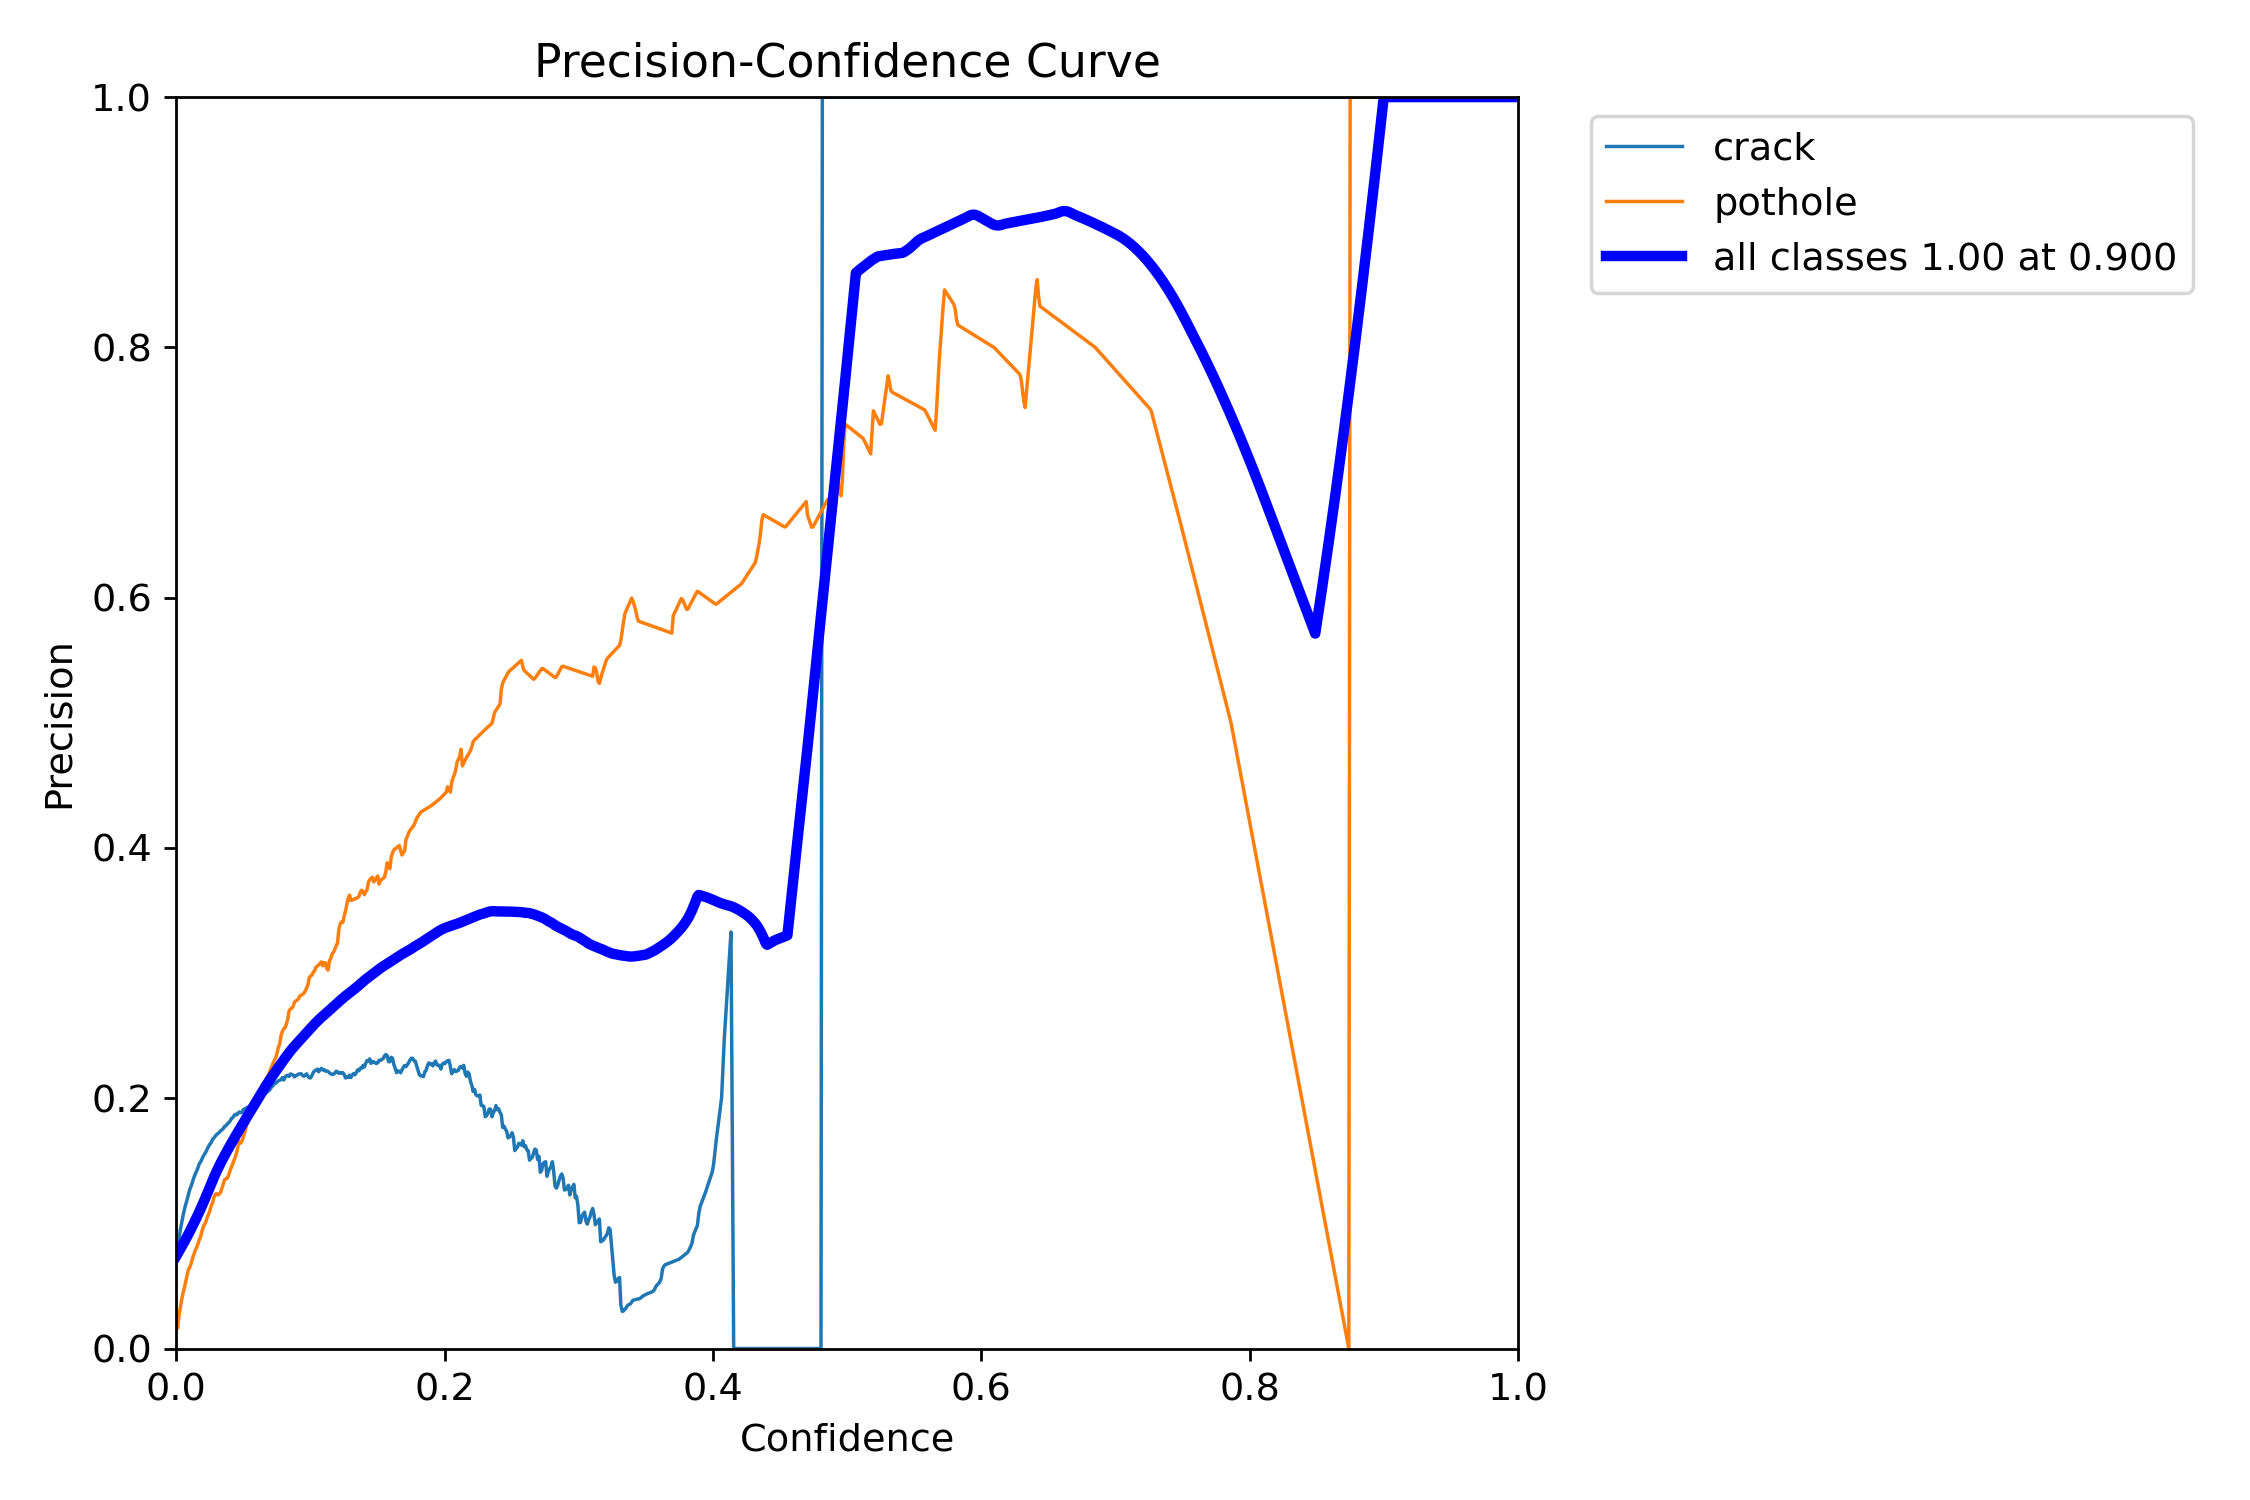 Precision-Confidence Curve
1.0
0.8
0.6
0.4
0.2
0.0
Precision
0.0 0.2 0.4 0.6 0.8 1.0
Confidence
crack
pothole
all classes 1.00 at 0.900